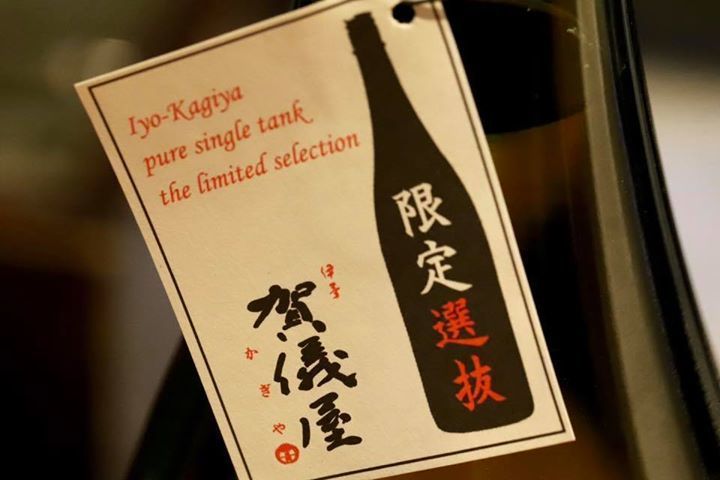 Iyo-Kagiya
pure single tank
the limited selection
限定選抜
伊予
賀儀屋
かぎや